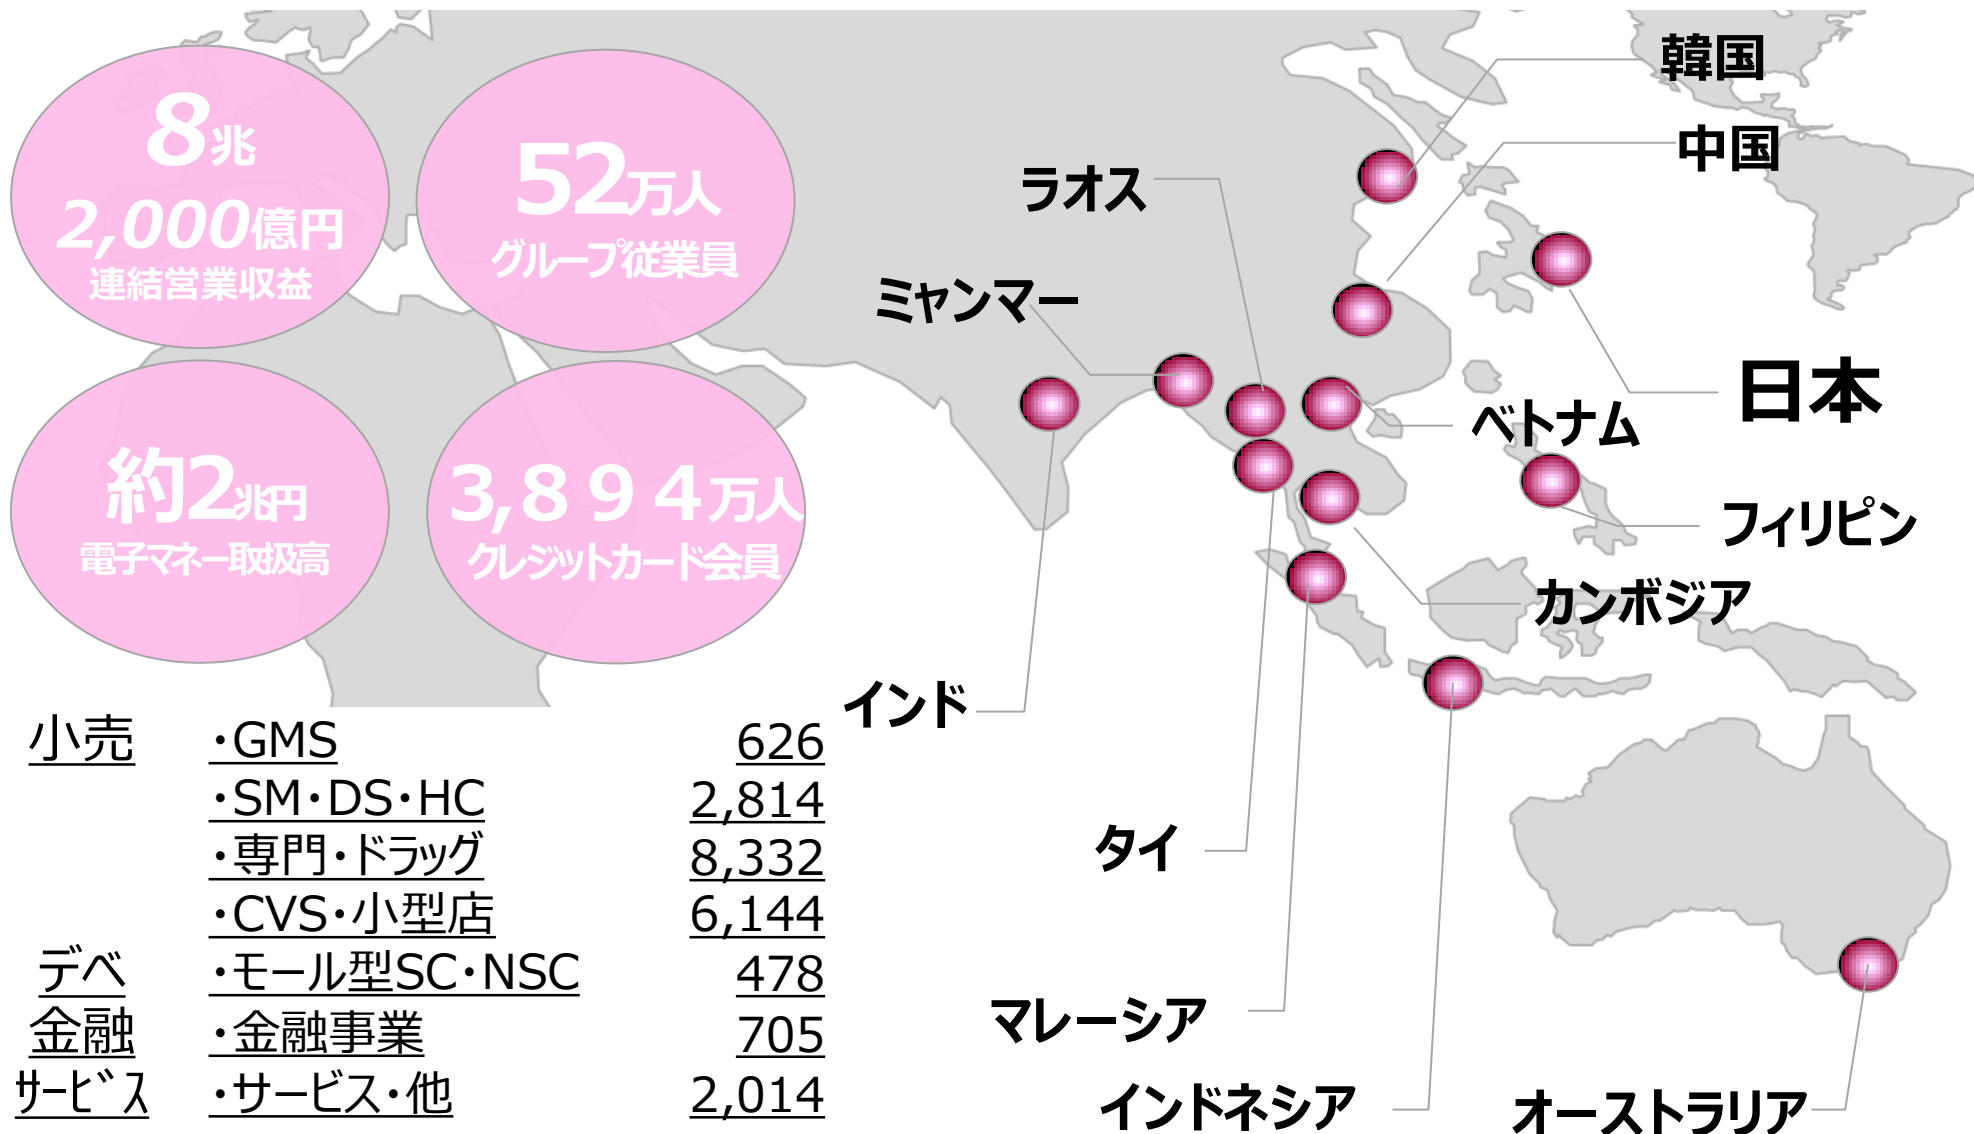 8兆
2,000億円
連結営業収益
52万人
グループ従業員
約2兆円
電子マネー取扱高
3,８９４万人
クレジットカード会員
韓国
中国
ラオス
ミャンマー
日本
ベトナム
フィリピン
カンボジア
インド
タイ
マレーシア
インドネシア
オーストラリア
小売 ・GMS 626
・SM・DS・HC 2,814
・専門・ドラッグ 8,332
・CVS・小型店 6,144
デベ ・モール型SC・NSC 478
金融 ・金融事業 705
ｻｰﾋﾞｽ ・サービス・他 2,014